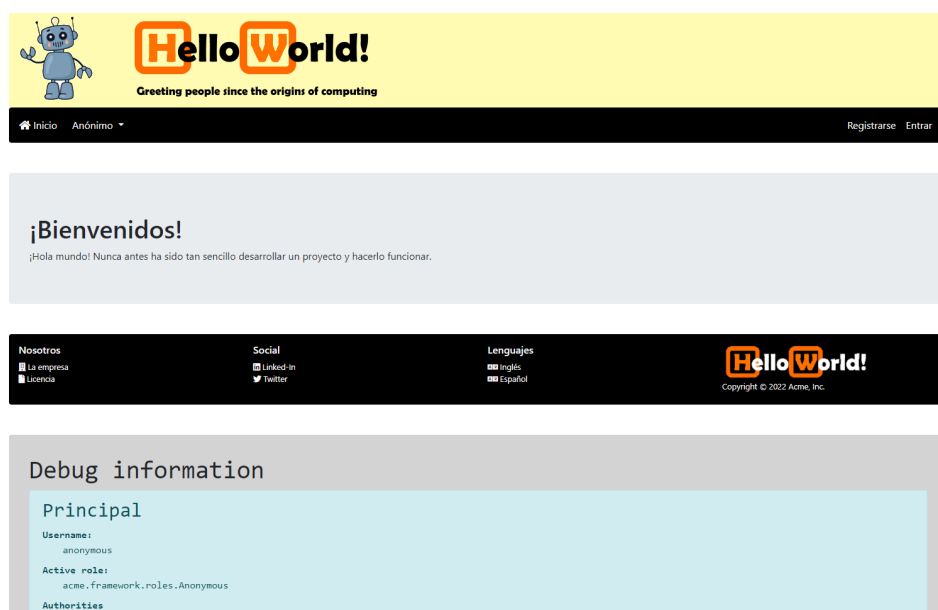 HelloWorld!
Greeting people since the origins of computing
Inicio Anónimo Registrarse Entrar
¡Bienvenidos!
¡Hola mundo! Nunca antes ha sido tan sencillo desarrollar un proyecto y hacerlo funcionar.
Nosotros
La empresa
Licencia
Social
Linked-In
Twitter
Lenguajes
Inglés
Español
HelloWorld!
Copyright © 2022 Acme, Inc.
Debug information
Principal
Username:
anonymous
Active role:
acme.framework.roles.Anonymous
Authorities